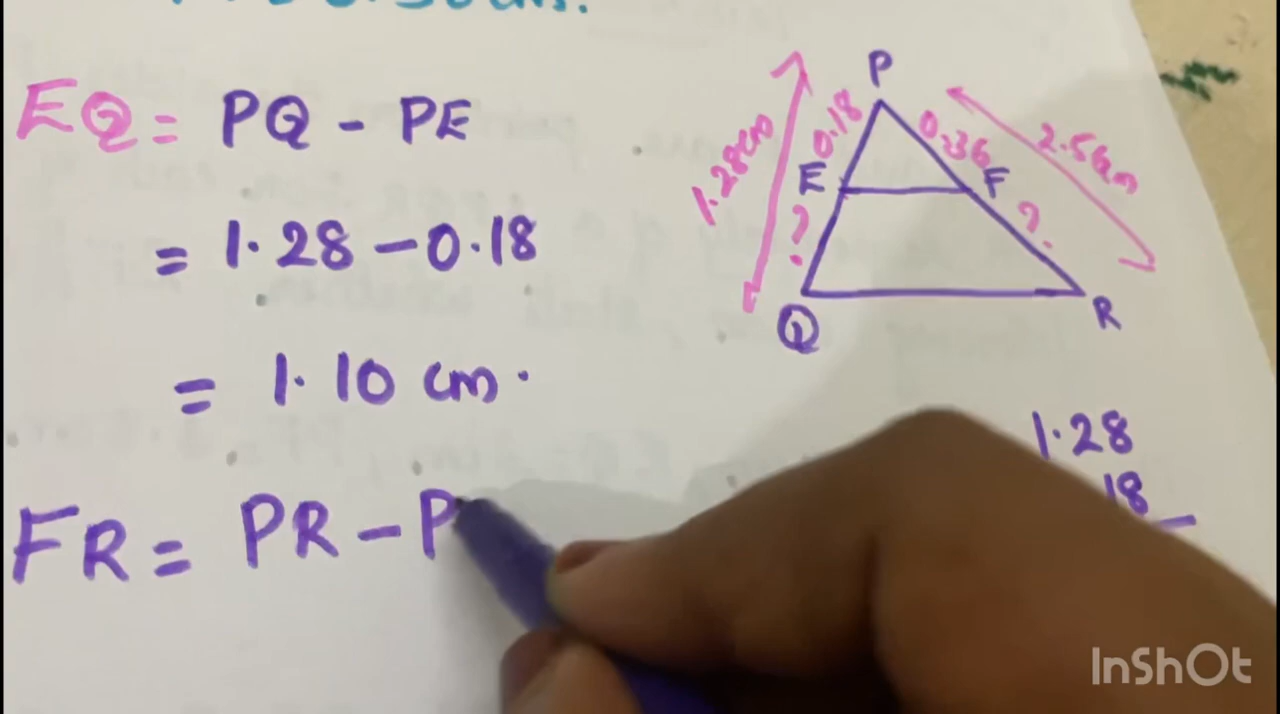 EQ = PQ - PE
= 1.28 - 0.18
= 1.10 cm.
FR = PR - P
P
1.28cm
0.18
0.36
2.56cm
E
F
?
?.
Q
R
1.28
18
InShOt